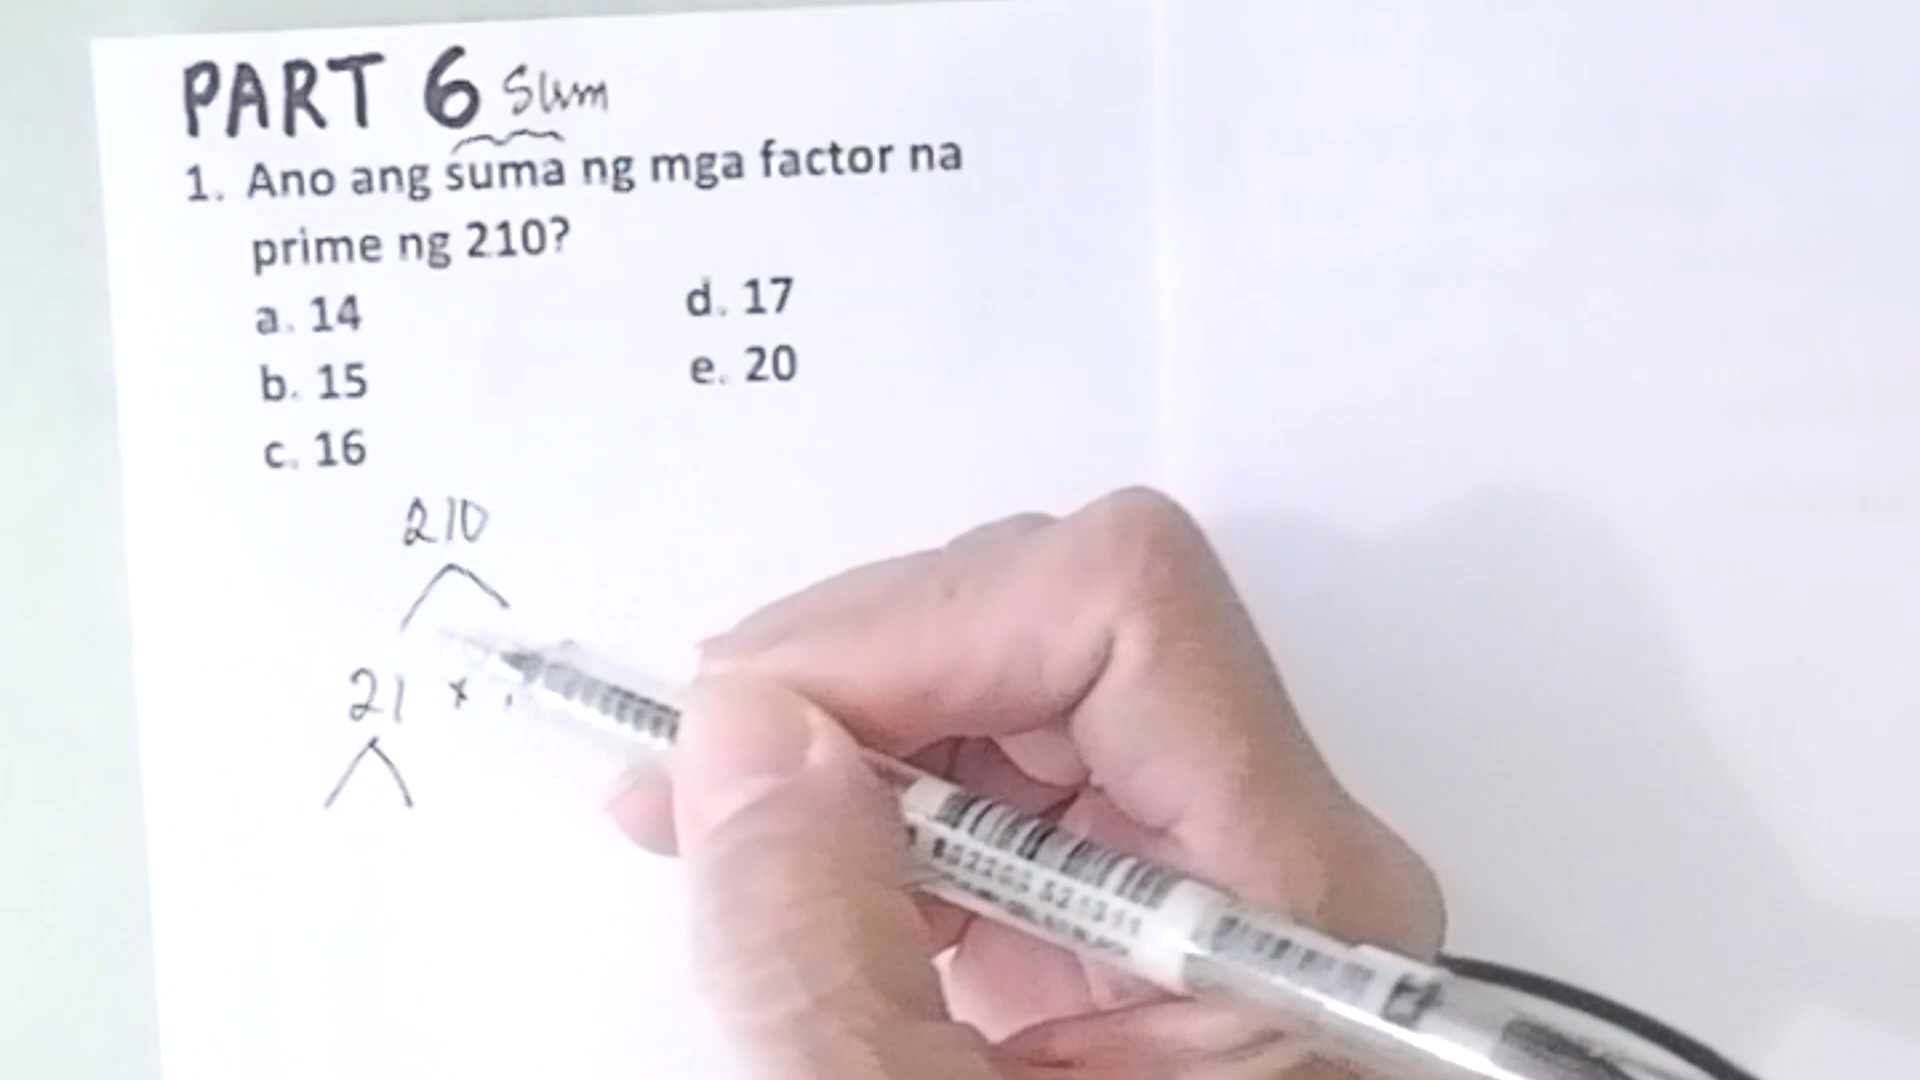 PART 6 Sum
1. Ano ang suma ng mga factor na
prime ng 210?
a. 14
d. 17
b. 15
e. 20
c. 16
210
21 ×